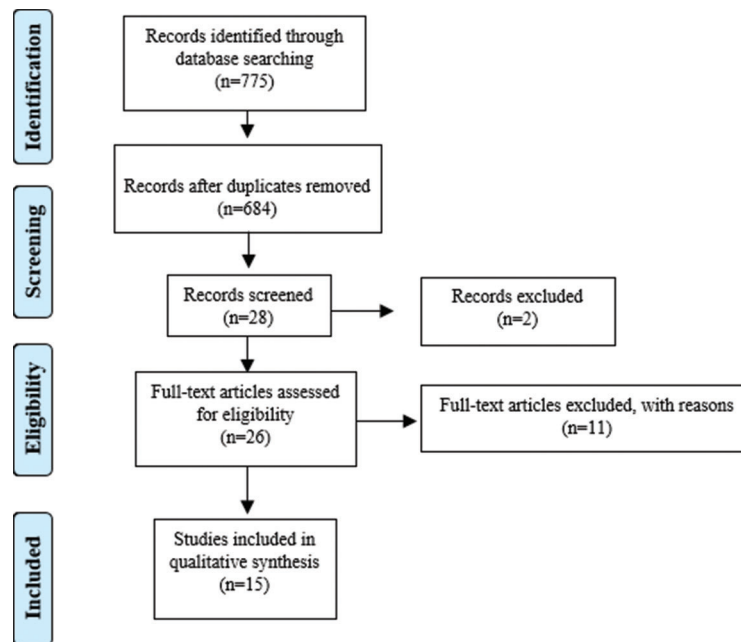 Identification
Records identified through
database searching
(n=775)
Records after duplicates removed
(n=684)
Screening
Records screened
(n=28)
Records excluded
(n=2)
Eligibility
Full-text articles assessed
for eligibility
(n=26)
Full-text articles excluded, with reasons
(n=11)
Included
Studies included in
qualitative synthesis
(n=15)